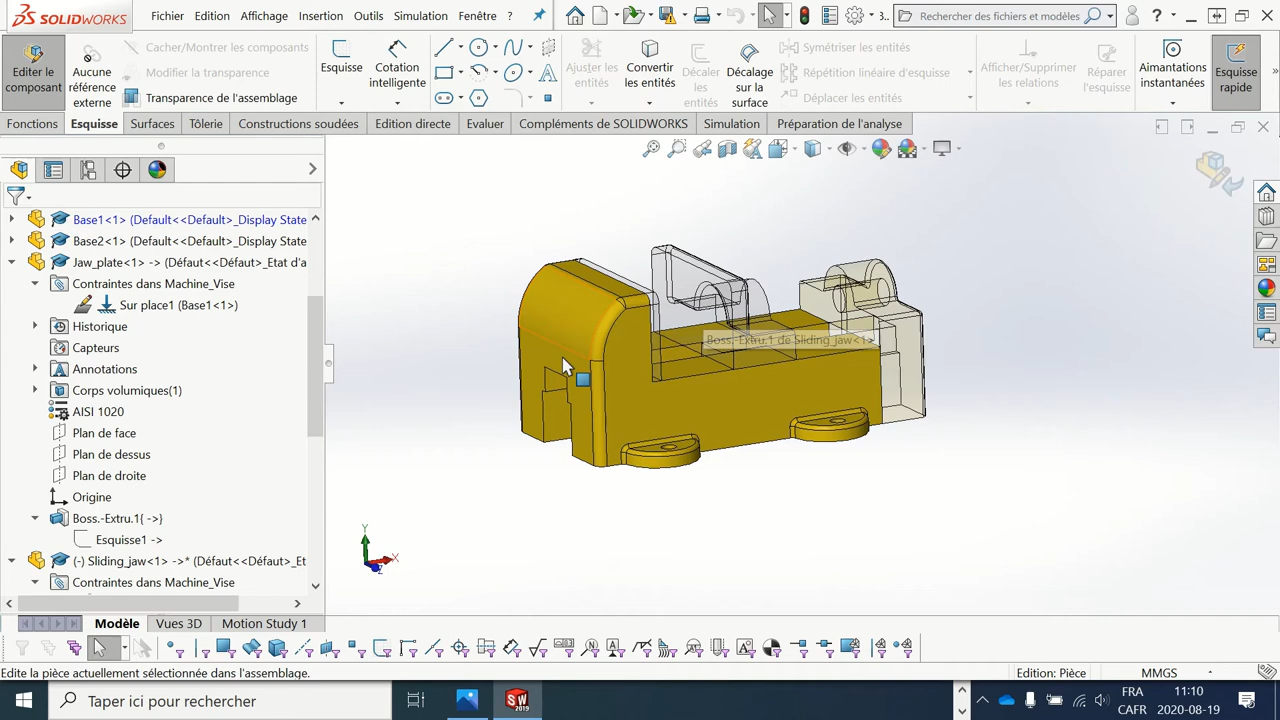 SOLIDWORKS Fichier Edition Affichage Insertion Outils Simulation Fenêtre 3... Rechercher des fichiers et modèles ?
Editer le composant
Aucune référence externe
Cacher/Montrer les composants
Modifier la transparence
Transparence de l'assemblage
Esquisse
Cotation intelligente
Ajuster les entités
Convertir les entités
Décaler les entités
Décalage sur la surface
Symétriser les entités
Répétition linéaire d'esquisse
Déplacer les entités
Afficher/Supprimer les relations
Réparer l'esquisse
Aimantations instantanées
Esquisse rapide
Fonctions Esquisse Surfaces Tôlerie Constructions soudées Edition directe Evaluer Compléments de SOLIDWORKS Simulation Préparation de l'analyse
Base1<1> (Default<<Default>_Display State
Base2<1> (Default<<Default>_Display State
Jaw_plate<1> -> (Défaut<<Défaut>_Etat d'a
Contraintes dans Machine_Vise
Sur place1 (Base1<1>)
Historique
Capteurs
Annotations
Corps volumiques(1)
AISI 1020
Plan de face
Plan de dessus
Plan de droite
Origine
Boss.-Extru.1{ ->}
Esquisse1 ->
(-) Sliding_jaw<1> ->* (Défaut<<Défaut>_Et
Contraintes dans Machine_Vise
Boss.-Extru.1 de Sliding_jaw<1>
Y
X
Z
Modèle Vues 3D Motion Study 1
Edite la pièce actuellement sélectionnée dans l'assemblage. Edition: Pièce MMGS
Taper ici pour rechercher
SW
2019
FRA
CAFR
11:10
2020-08-19